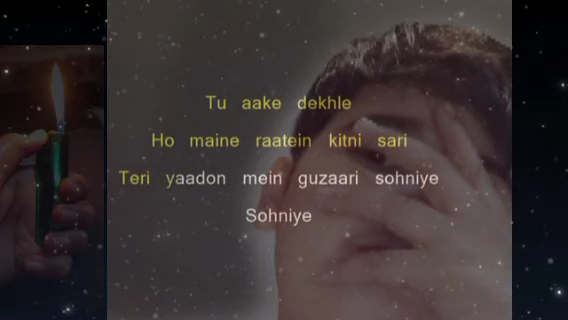 Tu aake dekhle
Ho maine raatein kitni sari
Teri yaadon mein guzaari sohniye
Sohniye